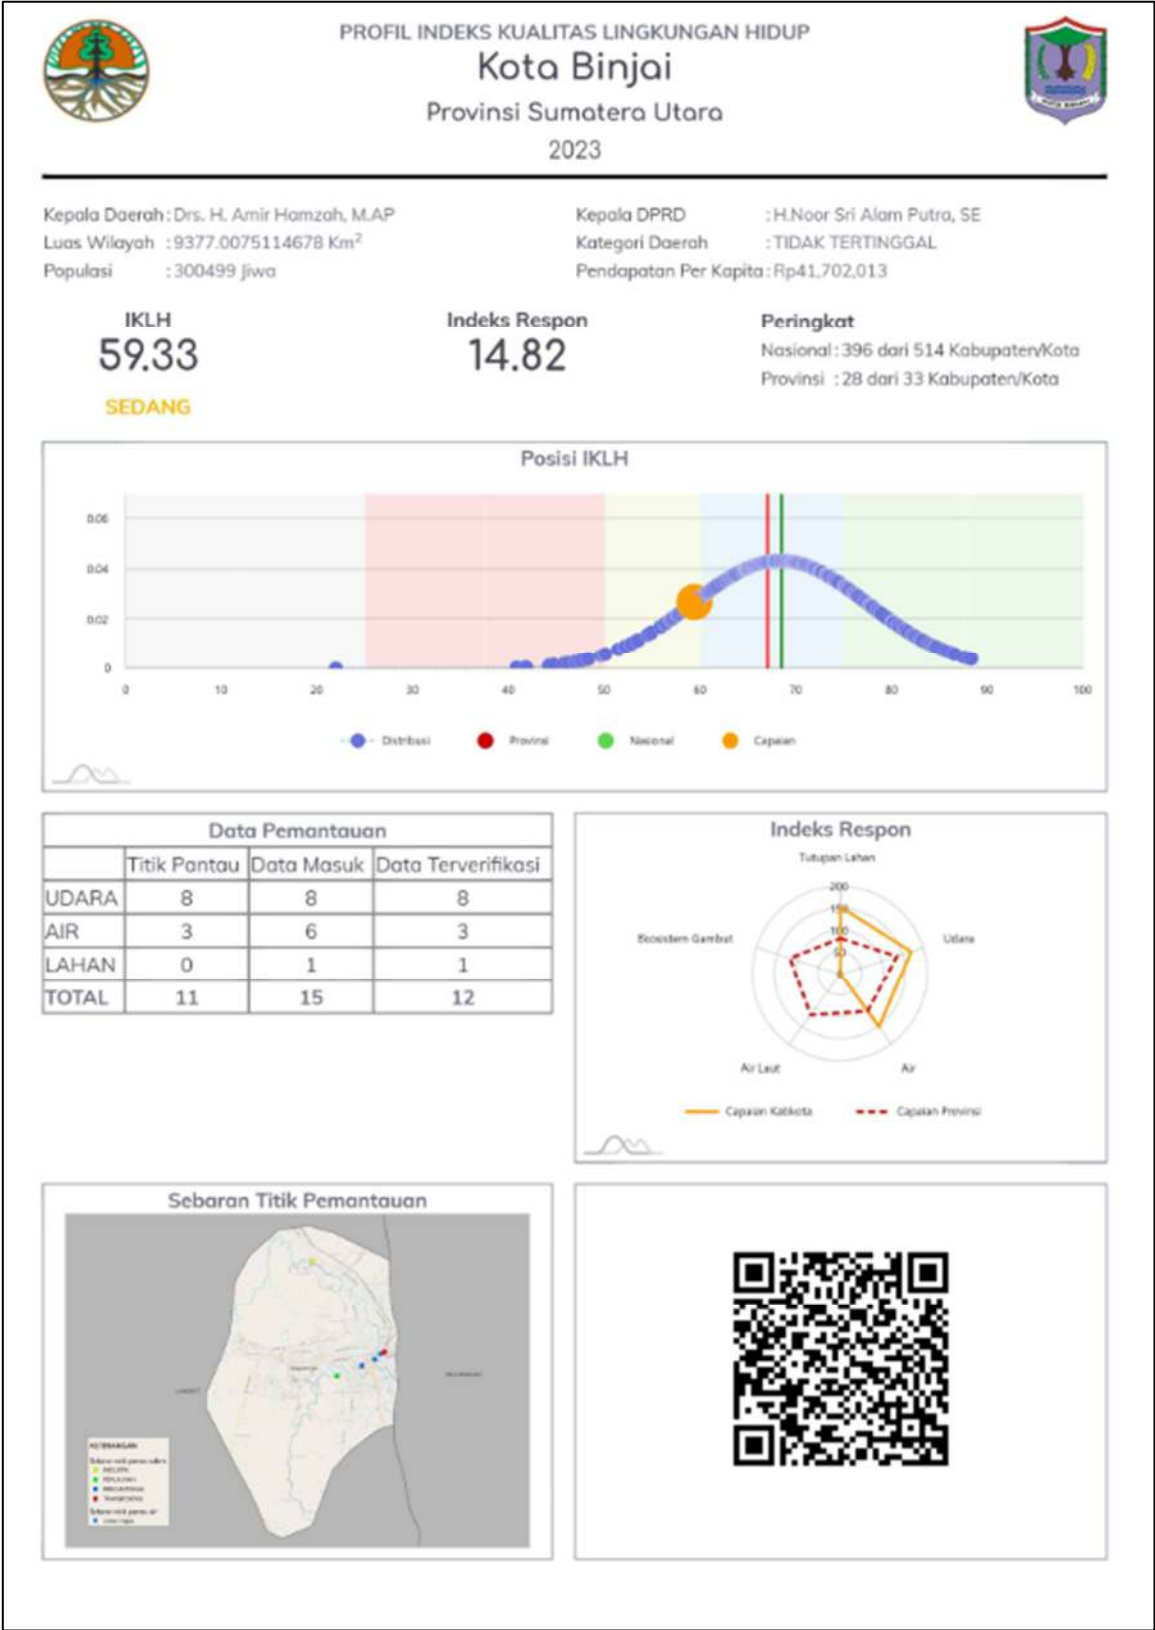 PROFIL INDEKS KUALITAS LINGKUNGAN HIDUP
Kota Binjai
Provinsi Sumatera Utara
2023
KOTA BINJAI
Kepala Daerah : Drs. H. Amir Hamzah, M.AP
Luas Wilayah : 9377.0075114678 Km²
Populasi : 300499 Jiwa
Kepala DPRD : H.Noor Sri Alam Putra, SE
Kategori Daerah : TIDAK TERTINGGAL
Pendapatan Per Kapita : Rp41,702,013
IKLH
59.33
SEDANG
Indeks Respon
14.82
Peringkat
Nasional : 396 dari 514 Kabupaten/Kota
Provinsi : 28 dari 33 Kabupaten/Kota
Posisi IKLH
0.06
0.04
0.02
0
0 10 20 30 40 50 60 70 80 90 100
Distribusi Provinsi Nasional Capaian
Data Pemantauan
Titik Pantau Data Masuk Data Terverifikasi
UDARA 8 8 8
AIR 3 6 3
LAHAN 0 1 1
TOTAL 11 15 12
Indeks Respon
Tutupan Lahan
200
150
100
50
Ekosistem Gambut
Udara
Air Laut
Air
Capaian Kabkota Capaian Provinsi
Sebaran Titik Pemantauan
KETERANGAN